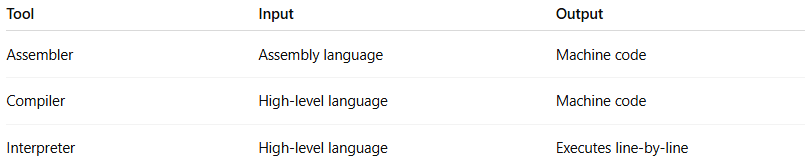 Tool Input Output
Assembler Assembly language Machine code
Compiler High-level language Machine code
Interpreter High-level language Executes line-by-line